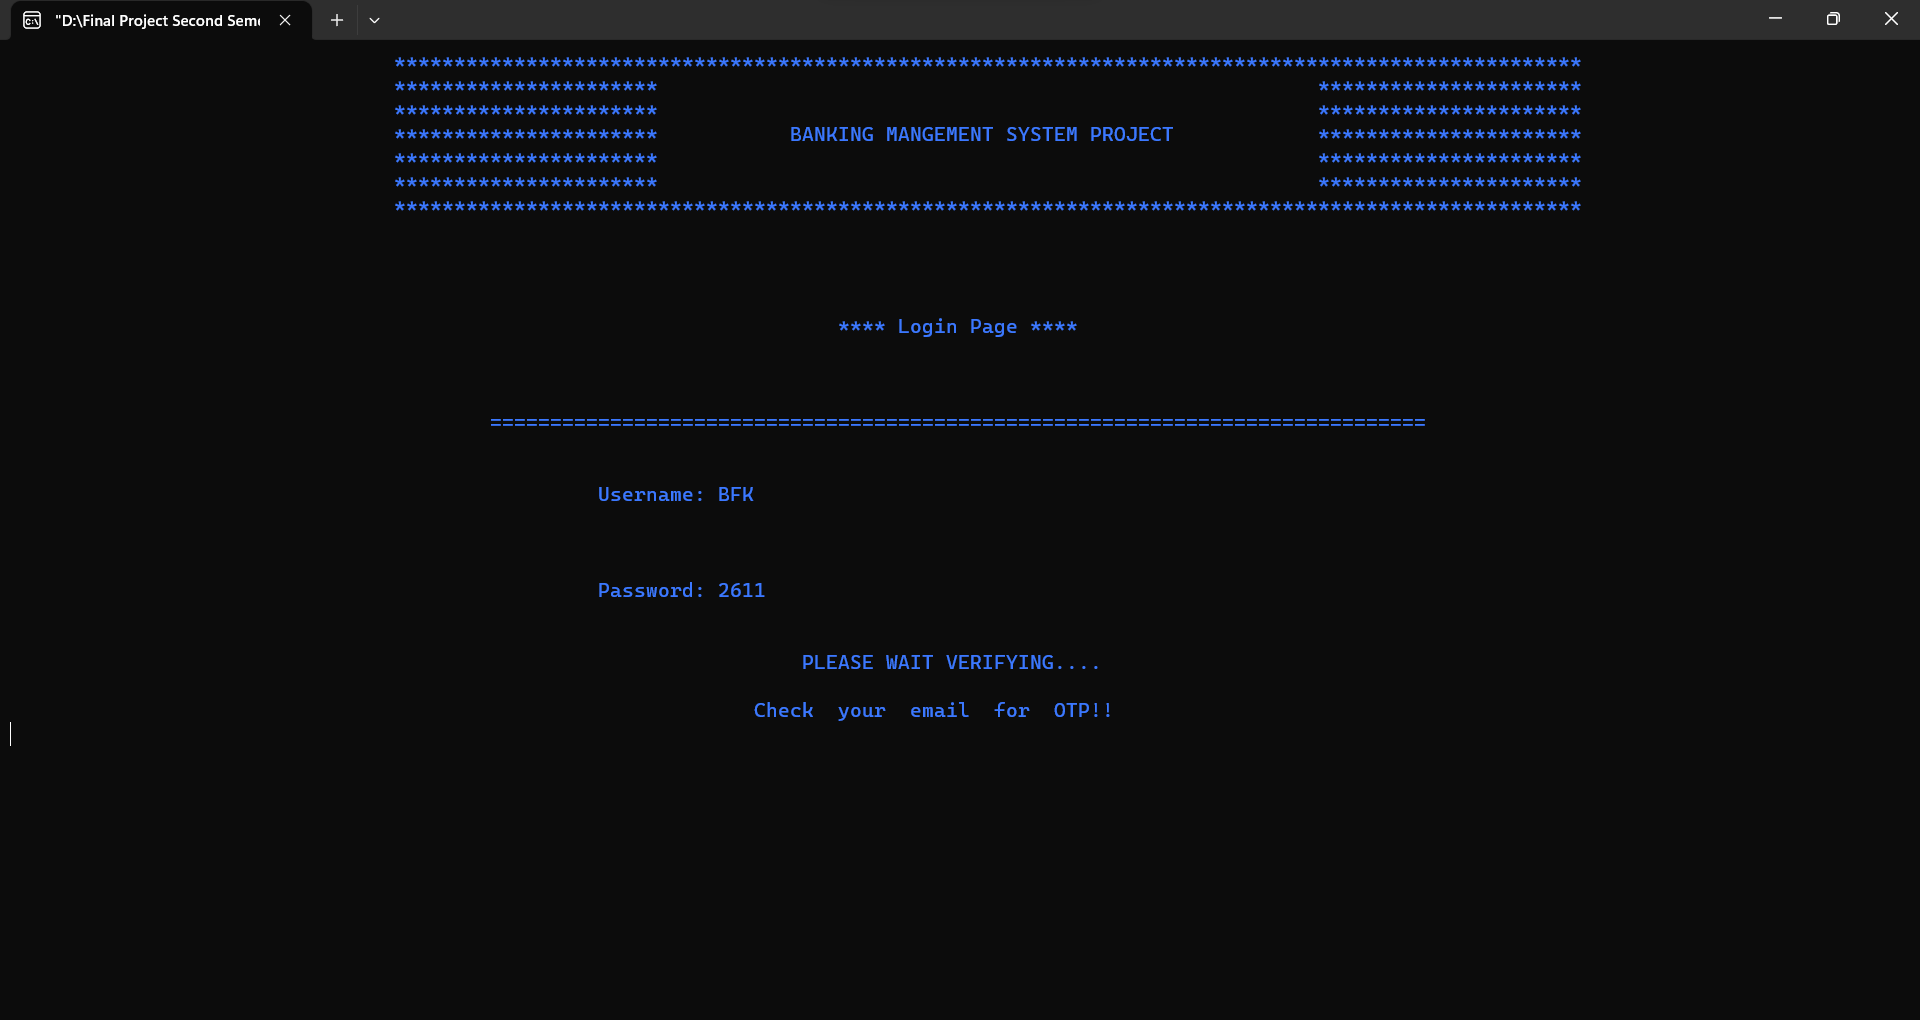 "D:\Final Project Second Seme
***************************************************************************************************
**********************                                                       **********************
**********************                                                       **********************
**********************           BANKING MANGEMENT SYSTEM PROJECT            **********************
**********************                                                       **********************
**********************                                                       **********************
***************************************************************************************************
**** Login Page ****
==============================================================================
Username: BFK
Password: 2611
PLEASE WAIT VERIFYING....
Check  your  email  for  OTP!!